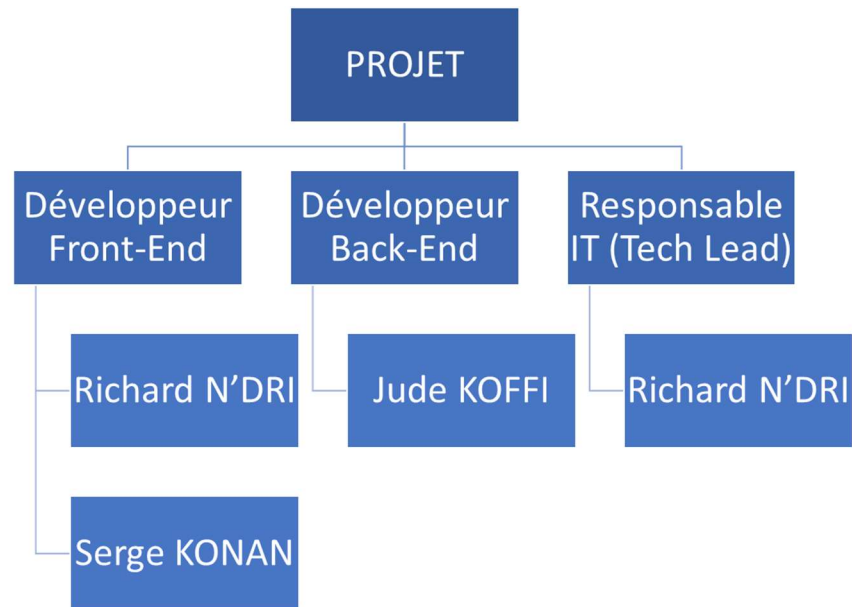 PROJET
Développeur
Front-End
Développeur
Back-End
Responsable
IT (Tech Lead)
Richard N’DRI
Jude KOFFI
Richard N’DRI
Serge KONAN